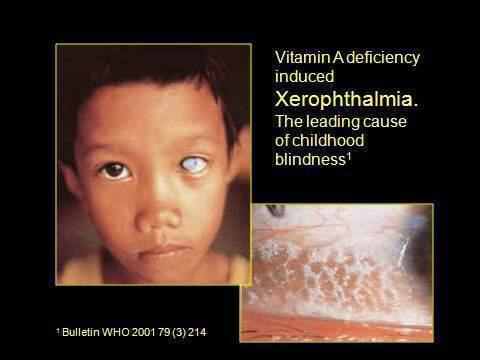 Vitamin A deficiency
induced
Xerophthalmia.
The leading cause
of childhood
blindness¹
¹ Bulletin WHO 2001 79 (3) 214